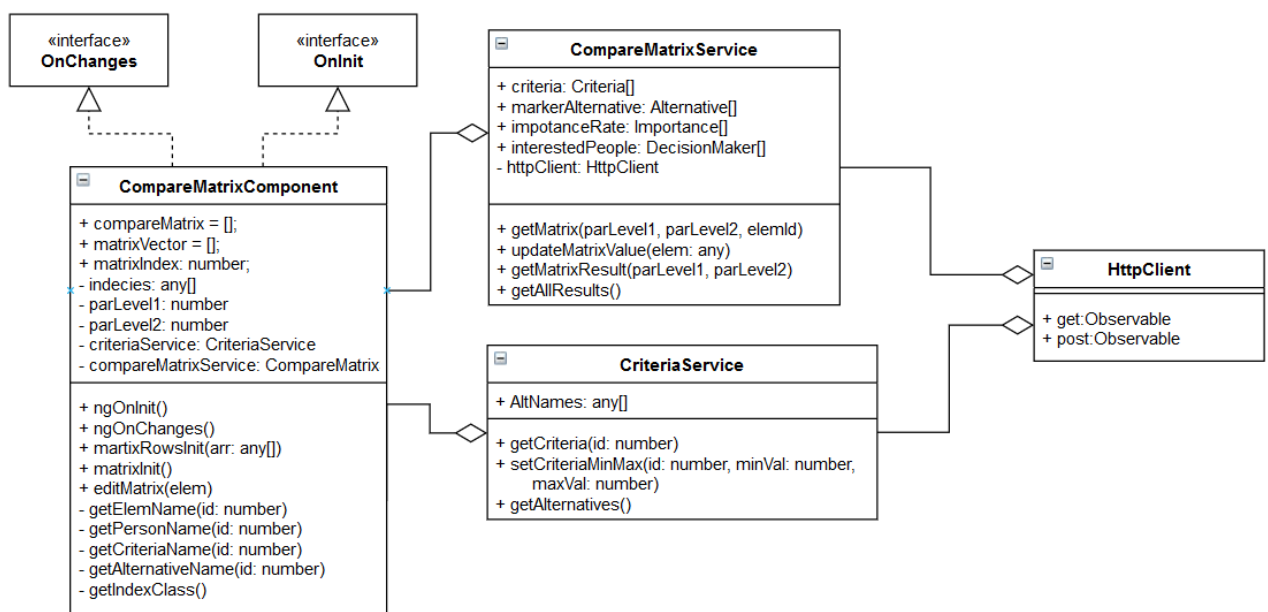 «interface»
OnChanges
«interface»
OnInit
CompareMatrixComponent
+ compareMatrix = [];
+ matrixVector = [];
+ matrixIndex: number;
- indecies: any[]
- parLevel1: number
- parLevel2: number
- criteriaService: CriteriaService
- compareMatrixService: CompareMatrix
+ ngOnInit()
+ ngOnChanges()
+ martixRowsInit(arr: any[])
+ matrixInit()
+ editMatrix(elem)
- getElemName(id: number)
- getPersonName(id: number)
- getCriteriaName(id: number)
- getAlternativeName(id: number)
- getIndexClass()
CompareMatrixService
+ criteria: Criteria[]
+ markerAlternative: Alternative[]
+ impotanceRate: Importance[]
+ interestedPeople: DecisionMaker[]
- httpClient: HttpClient
+ getMatrix(parLevel1, parLevel2, elemId)
+ updateMatrixValue(elem: any)
+ getMatrixResult(parLevel1, parLevel2)
+ getAllResults()
CriteriaService
+ AltNames: any[]
+ getCriteria(id: number)
+ setCriteriaMinMax(id: number, minVal: number,
maxVal: number)
+ getAlternatives()
HttpClient
+ get:Observable
+ post:Observable